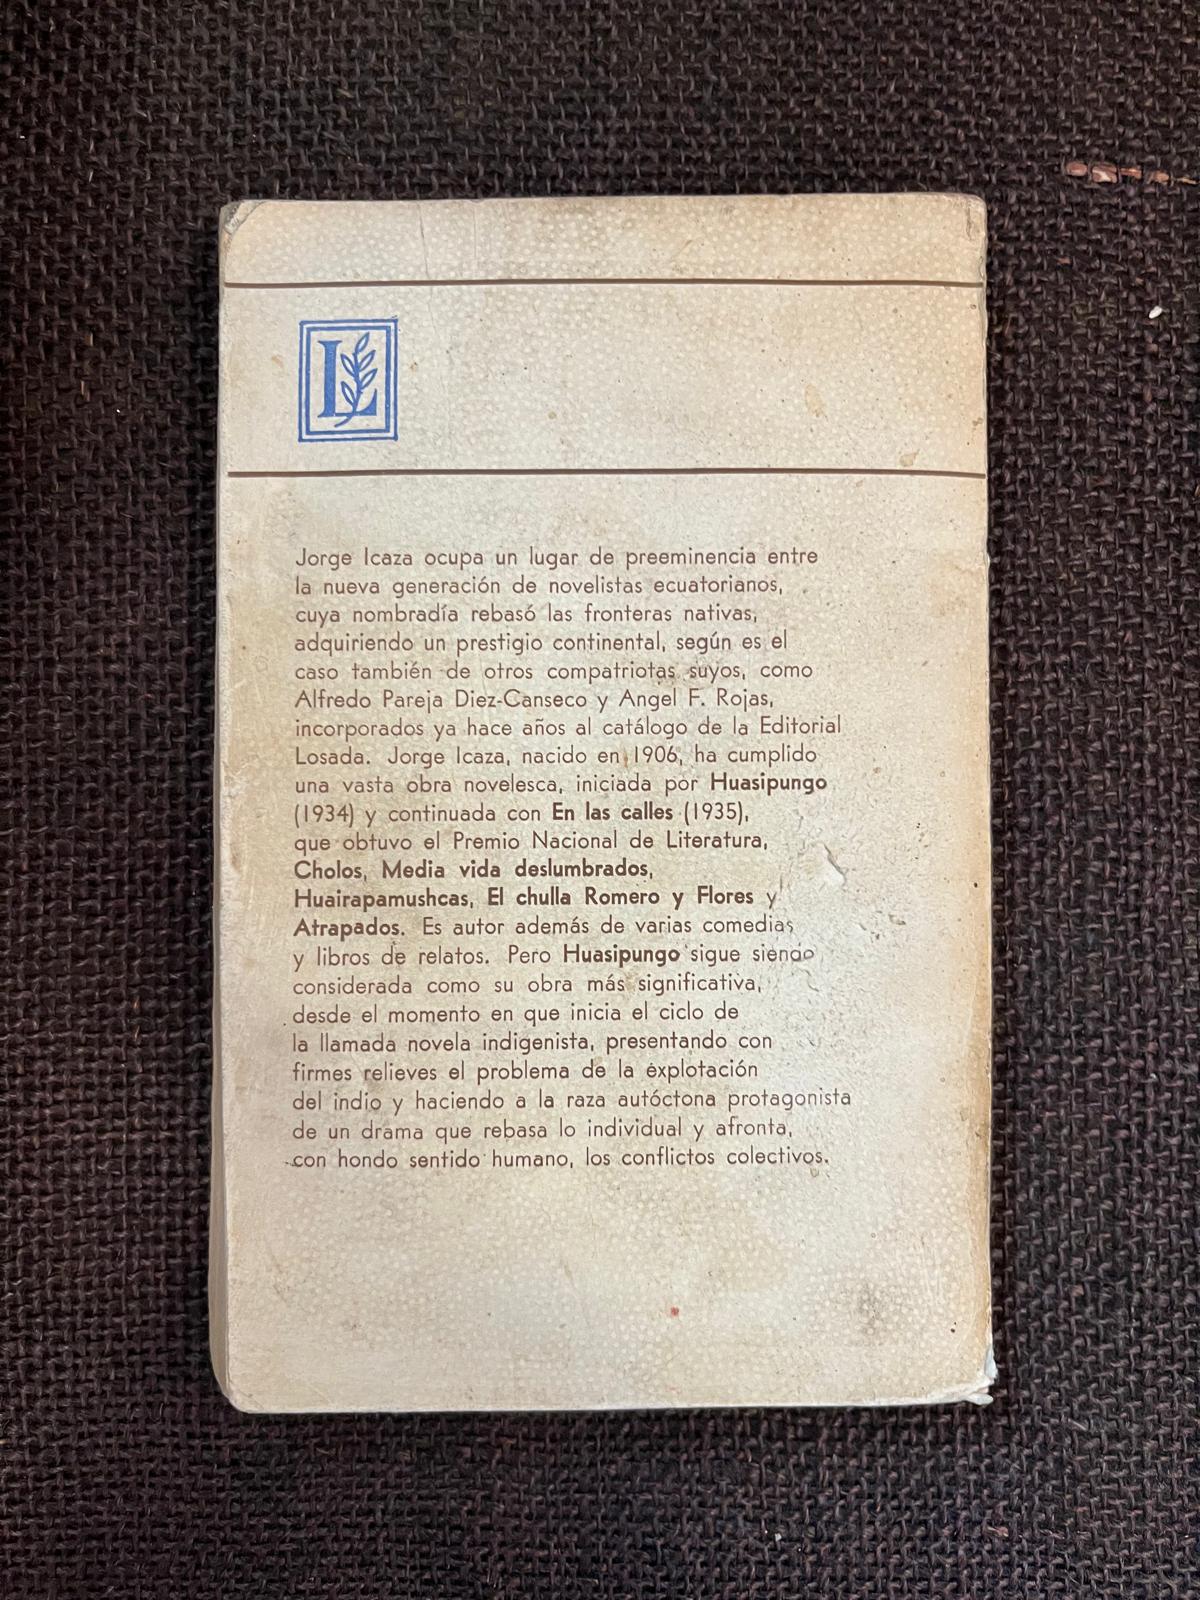 L
Jorge Icaza ocupa un lugar de preeminencia entre
la nueva generación de novelistas ecuatorianos,
cuya nombradía rebasó las fronteras nativas,
adquiriendo un prestigio continental, según es el
caso también de otros compatriotas suyos, como
Alfredo Pareja Diez-Canseco y Angel F. Rojas,
incorporados ya hace años al catálogo de la Editorial
Losada. Jorge Icaza, nacido en 1906, ha cumplido
una vasta obra novelesca, iniciada por Huasipungo
(1934) y continuada con En las calles (1935),
que obtuvo el Premio Nacional de Literatura,
Cholos, Media vida deslumbrados,
Huairapamushcas, El chulla Romero y Flores y
Atrapados. Es autor además de varias comedias
y libros de relatos. Pero Huasipungo sigue siendo
considerada como su obra más significativa,
desde el momento en que inicia el ciclo de
la llamada novela indigenista, presentando con
firmes relieves el problema de la explotación
del indio y haciendo a la raza autóctona protagonista
de un drama que rebasa lo individual y afronta,
con hondo sentido humano, los conflictos colectivos.